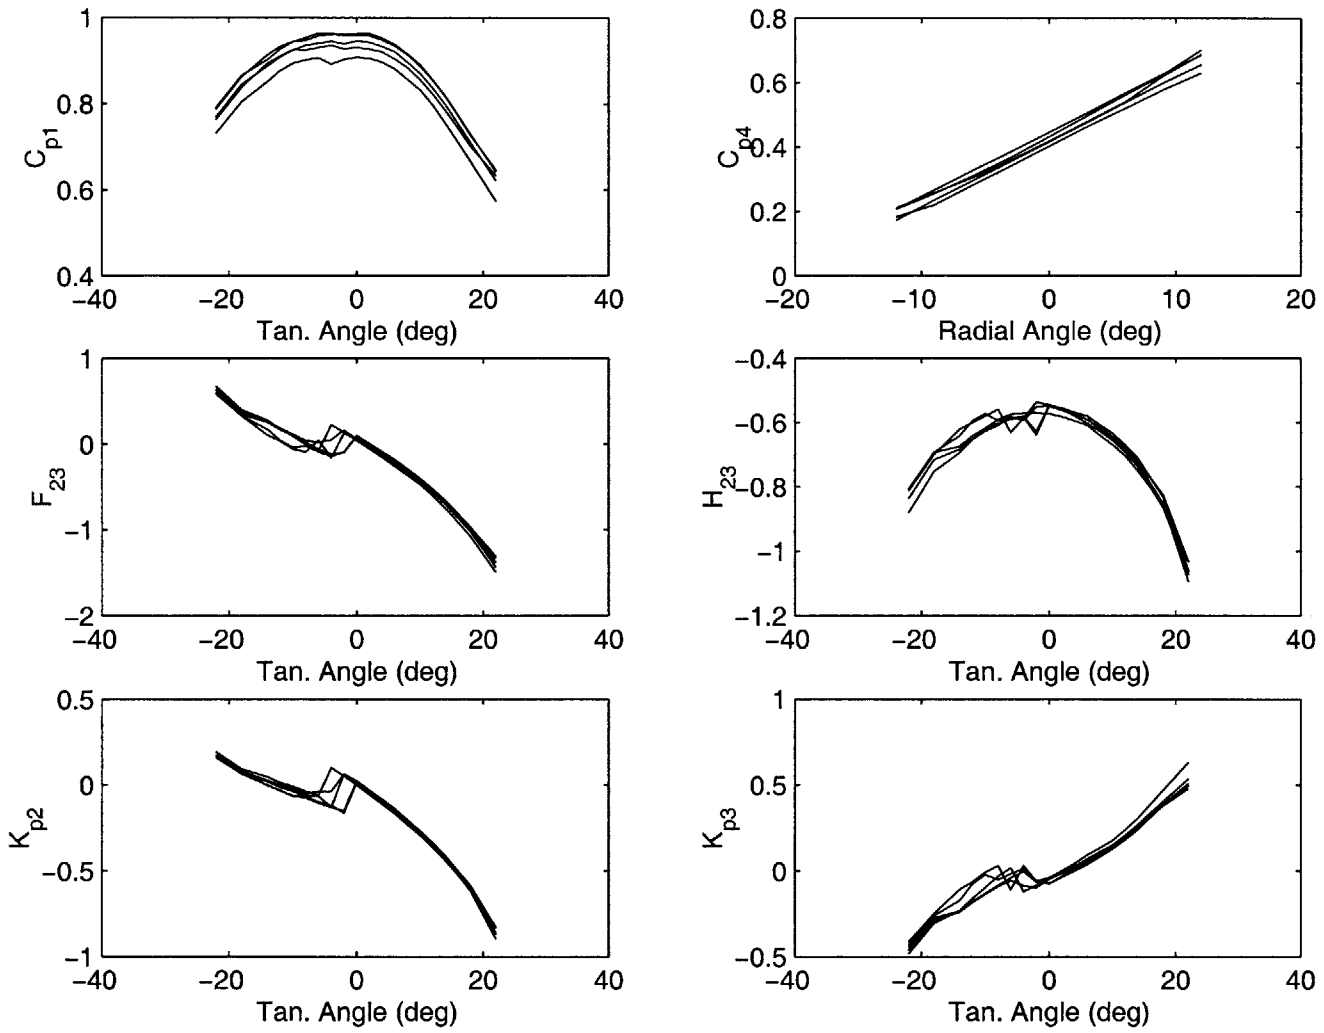 1
0.8
0.6
0.4
C_p1
−40 −20 0 20 40
Tan. Angle (deg)
0.8
0.6
0.4
0.2
0
C_p4
−20 −10 0 10 20
Radial Angle (deg)
1
0
−1
−2
F_23
−40 −20 0 20 40
Tan. Angle (deg)
−0.4
−0.6
−0.8
−1
−1.2
H_23
−40 −20 0 20 40
Tan. Angle (deg)
0.5
0
−0.5
−1
K_p2
−40 −20 0 20 40
Tan. Angle (deg)
1
0.5
0
−0.5
K_p3
−40 −20 0 20 40
Tan. Angle (deg)